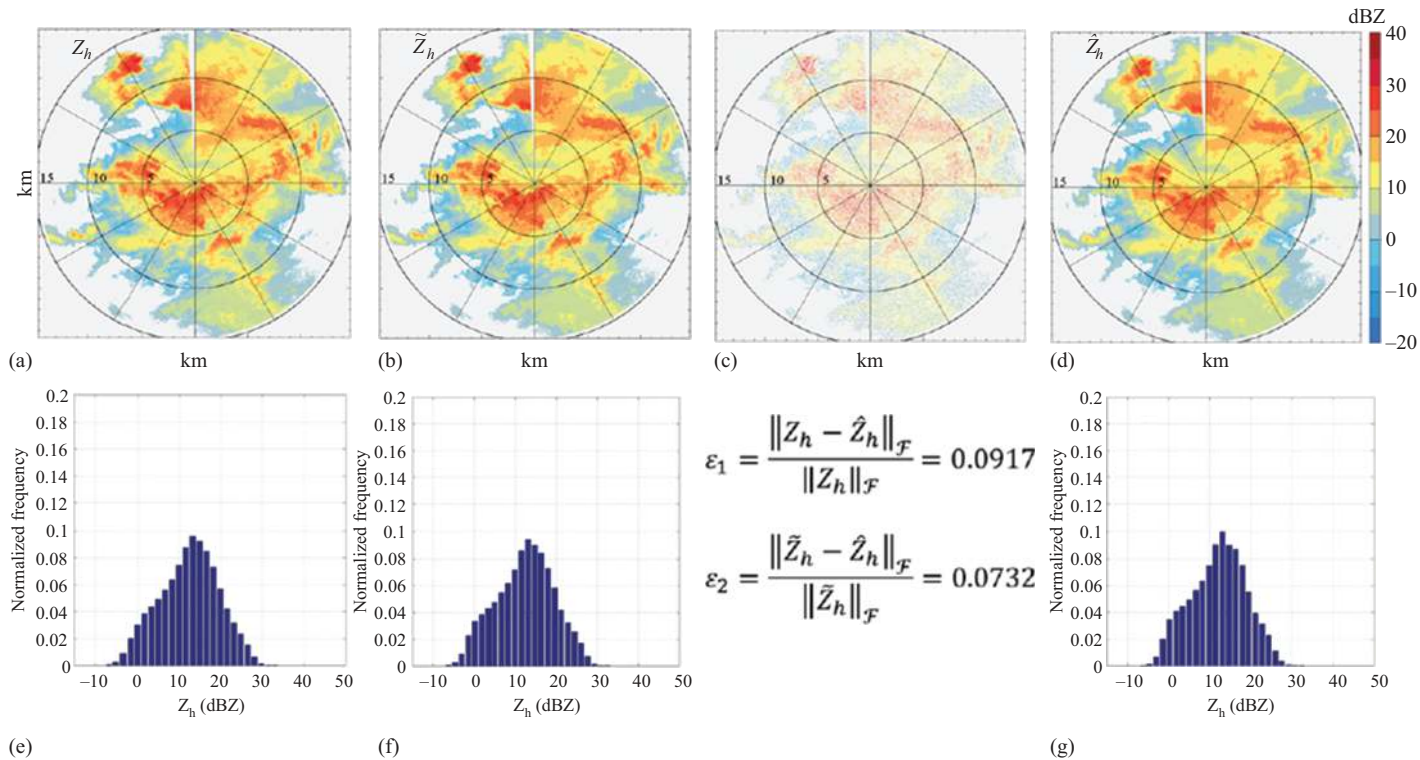 Z_h
Z̃_h
Ẑ_h
dBZ
40
30
20
10
0
–10
–20
km
15 10 5
15 10 5
15 10 5
15 10 5
(a) km
(b) km
(c)
(d) km
0.2
0.18
0.16
0.14
0.12
0.1
0.08
0.06
0.04
0.02
0
Normalized frequency
–10 0 10 20 30 40 50
Z_h (dBZ)
(e)
0.2
0.18
0.16
0.14
0.12
0.1
0.08
0.06
0.04
0.02
0
Normalized frequency
–10 0 10 20 30 40 50
Z_h (dBZ)
(f)
ε₁ = ‖Z_h − Ẑ_h‖_ℱ / ‖Z_h‖_ℱ = 0.0917
ε₂ = ‖Z̃_h − Ẑ_h‖_ℱ / ‖Z̃_h‖_ℱ = 0.0732
0.2
0.18
0.16
0.14
0.12
0.1
0.08
0.06
0.04
0.02
0
Normalized frequency
–10 0 10 20 30 40 50
Z_h (dBZ)
(g)